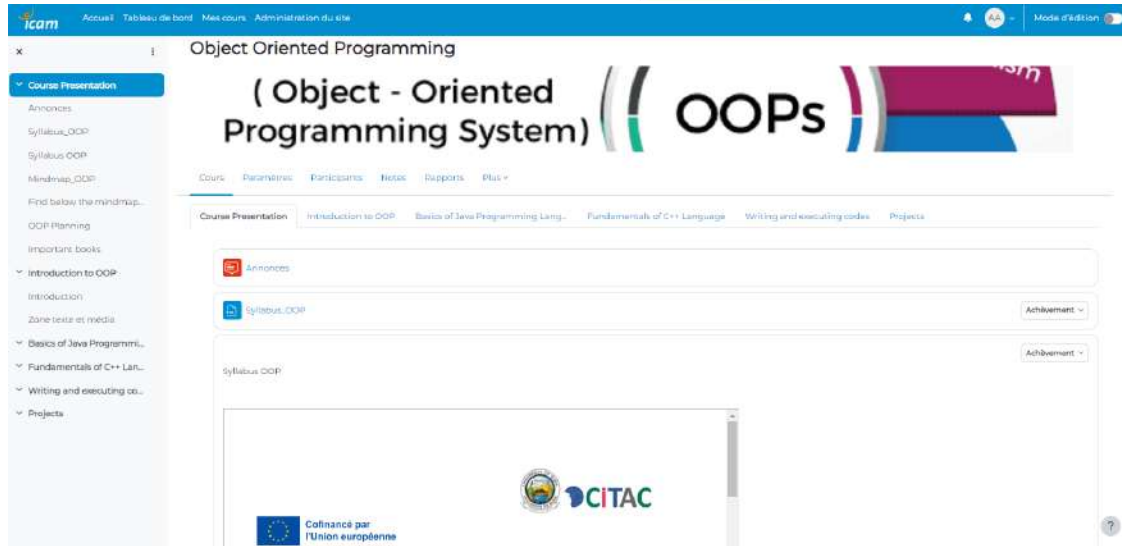 icam
Accueil Tableau de bord Mes cours Administration du site
AA
Mode d'édition
Course Presentation
Annonces
Syllabus_OOP
Syllabus OOP
Mindmap_OOP
Find below the mindmap...
OOP Planning
Important books
Introduction to OOP
Introduction
Zone texte et média
Basics of Java Programmi...
Fundamentals of C++ Lan...
Writing and executing co...
Projects
Object Oriented Programming
( Object - Oriented
Programming System)
OOPs
ism
Cours Paramètres Participants Notes Rapports Plus
Course Presentation Introduction to OOP Basics of Java Programming Lang... Fundamentals of C++ Language Writing and executing codes Projects
Annonces
Syllabus_OOP
Achèvement
Achèvement
Syllabus OOP
CITAC
Cofinancé par
l'Union européenne
?